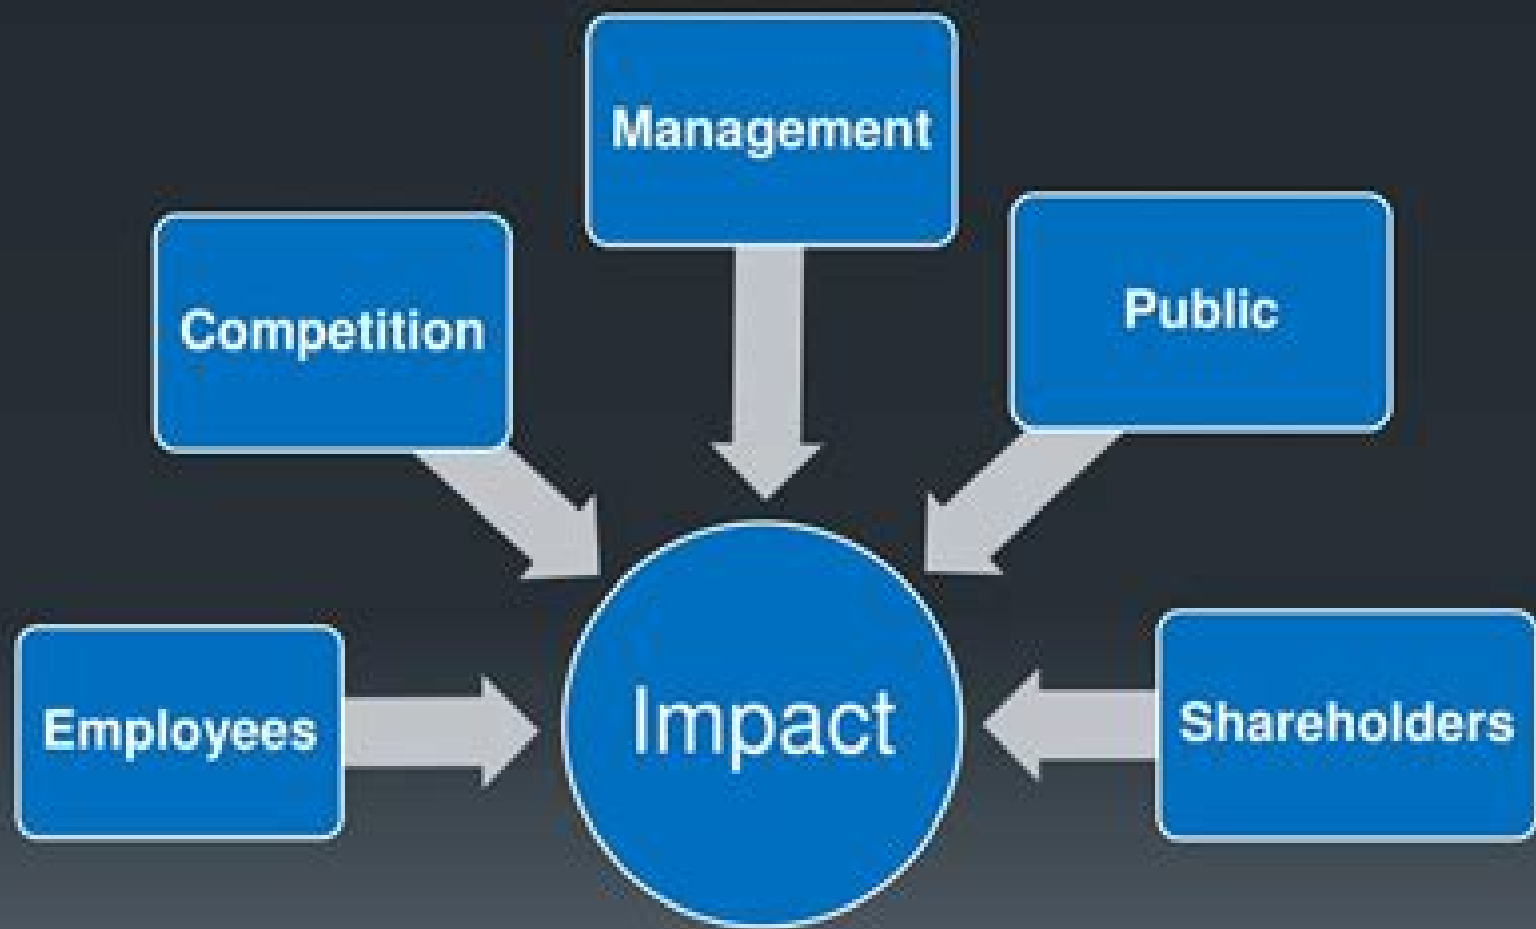 Management
Competition
Public
Employees
Impact
Shareholders